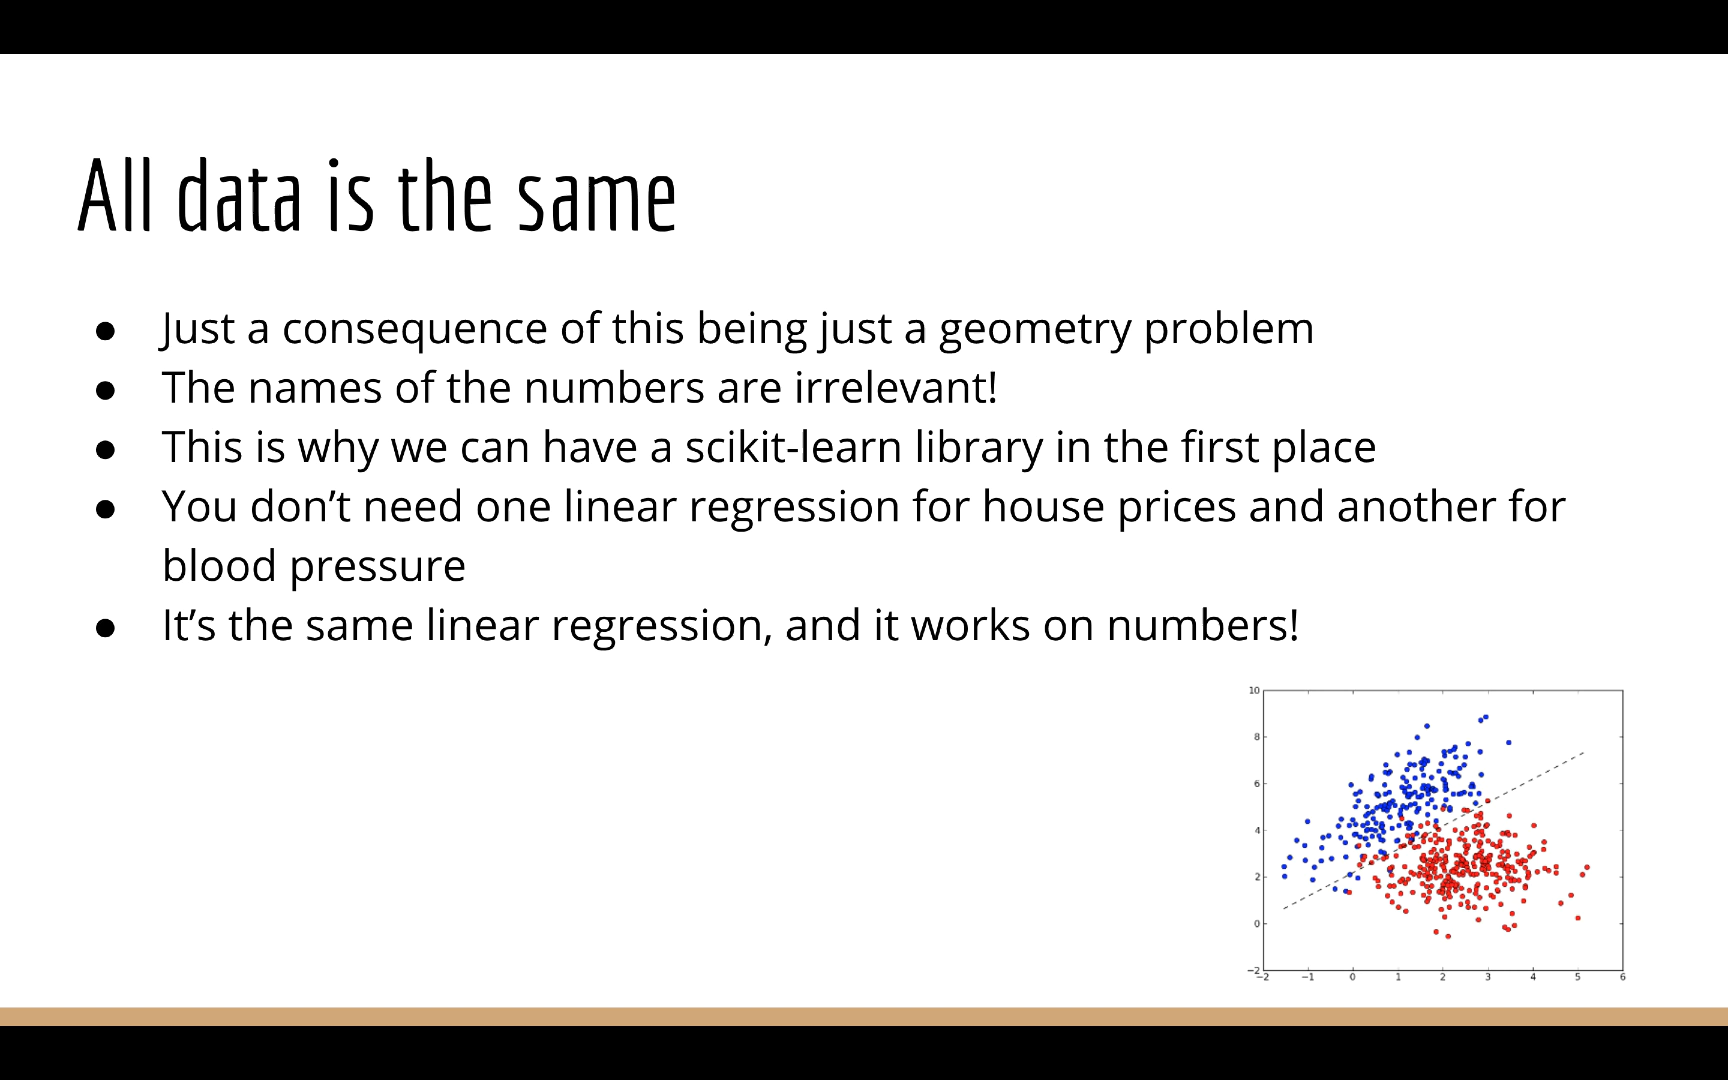 All data is the same
● Just a consequence of this being just a geometry problem
● The names of the numbers are irrelevant!
● This is why we can have a scikit-learn library in the first place
● You don’t need one linear regression for house prices and another for
blood pressure
● It’s the same linear regression, and it works on numbers!
10
8
6
4
2
0
−2
−2 −1 0 1 2 3 4 5 6